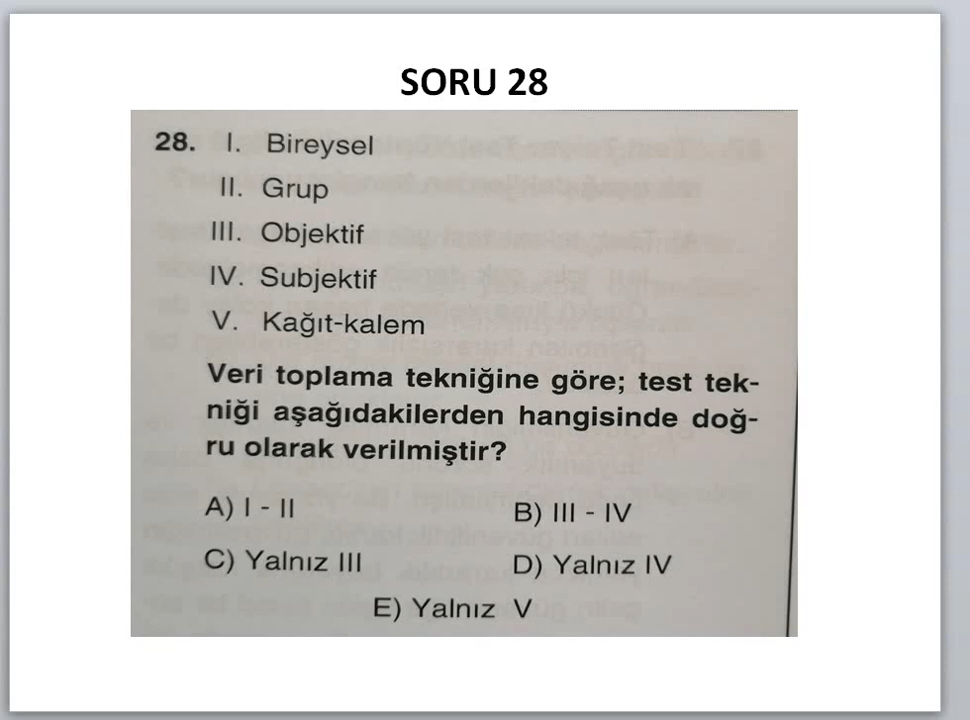 SORU 28
28. I. Bireysel
II. Grup
III. Objektif
IV. Subjektif
V. Kağıt-kalem
Veri toplama tekniğine göre; test tek-
niği aşağıdakilerden hangisinde doğ-
ru olarak verilmiştir?
A) I - II B) III - IV
C) Yalnız III D) Yalnız IV
E) Yalnız V